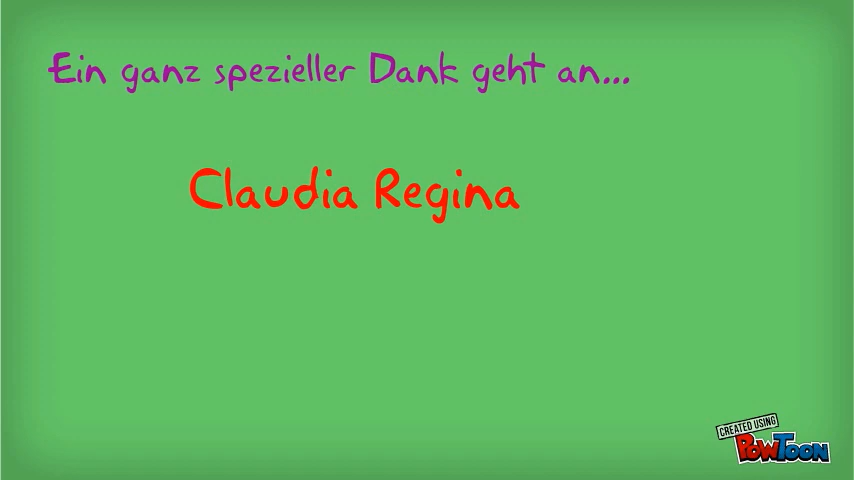 Ein ganz spezieller Dank geht an...
Claudia Regina
CREATED USING
PowToon